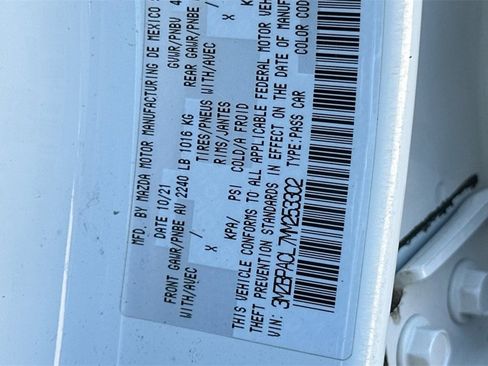 MFD. BY MAZDA MOTOR MANUFACTURING DE MEXICO
DATE 10/21 GVWR/PNBV
FRONT GAWR/PNBE AV 2240 LB 1016 KG REAR GAWR/PNBE
WITH/AVEC TIRES/PNEUS WITH/AVEC
X RIMS/JANTES X
KPA/ PSI COLD/A FROID
THIS VEHICLE CONFORMS TO ALL APPLICABLE FEDERAL MOTOR VEH
THEFT PREVENTION STANDARDS IN EFFECT ON THE DATE OF MANUF
VIN: TYPE:PASS CAR COLOR COD